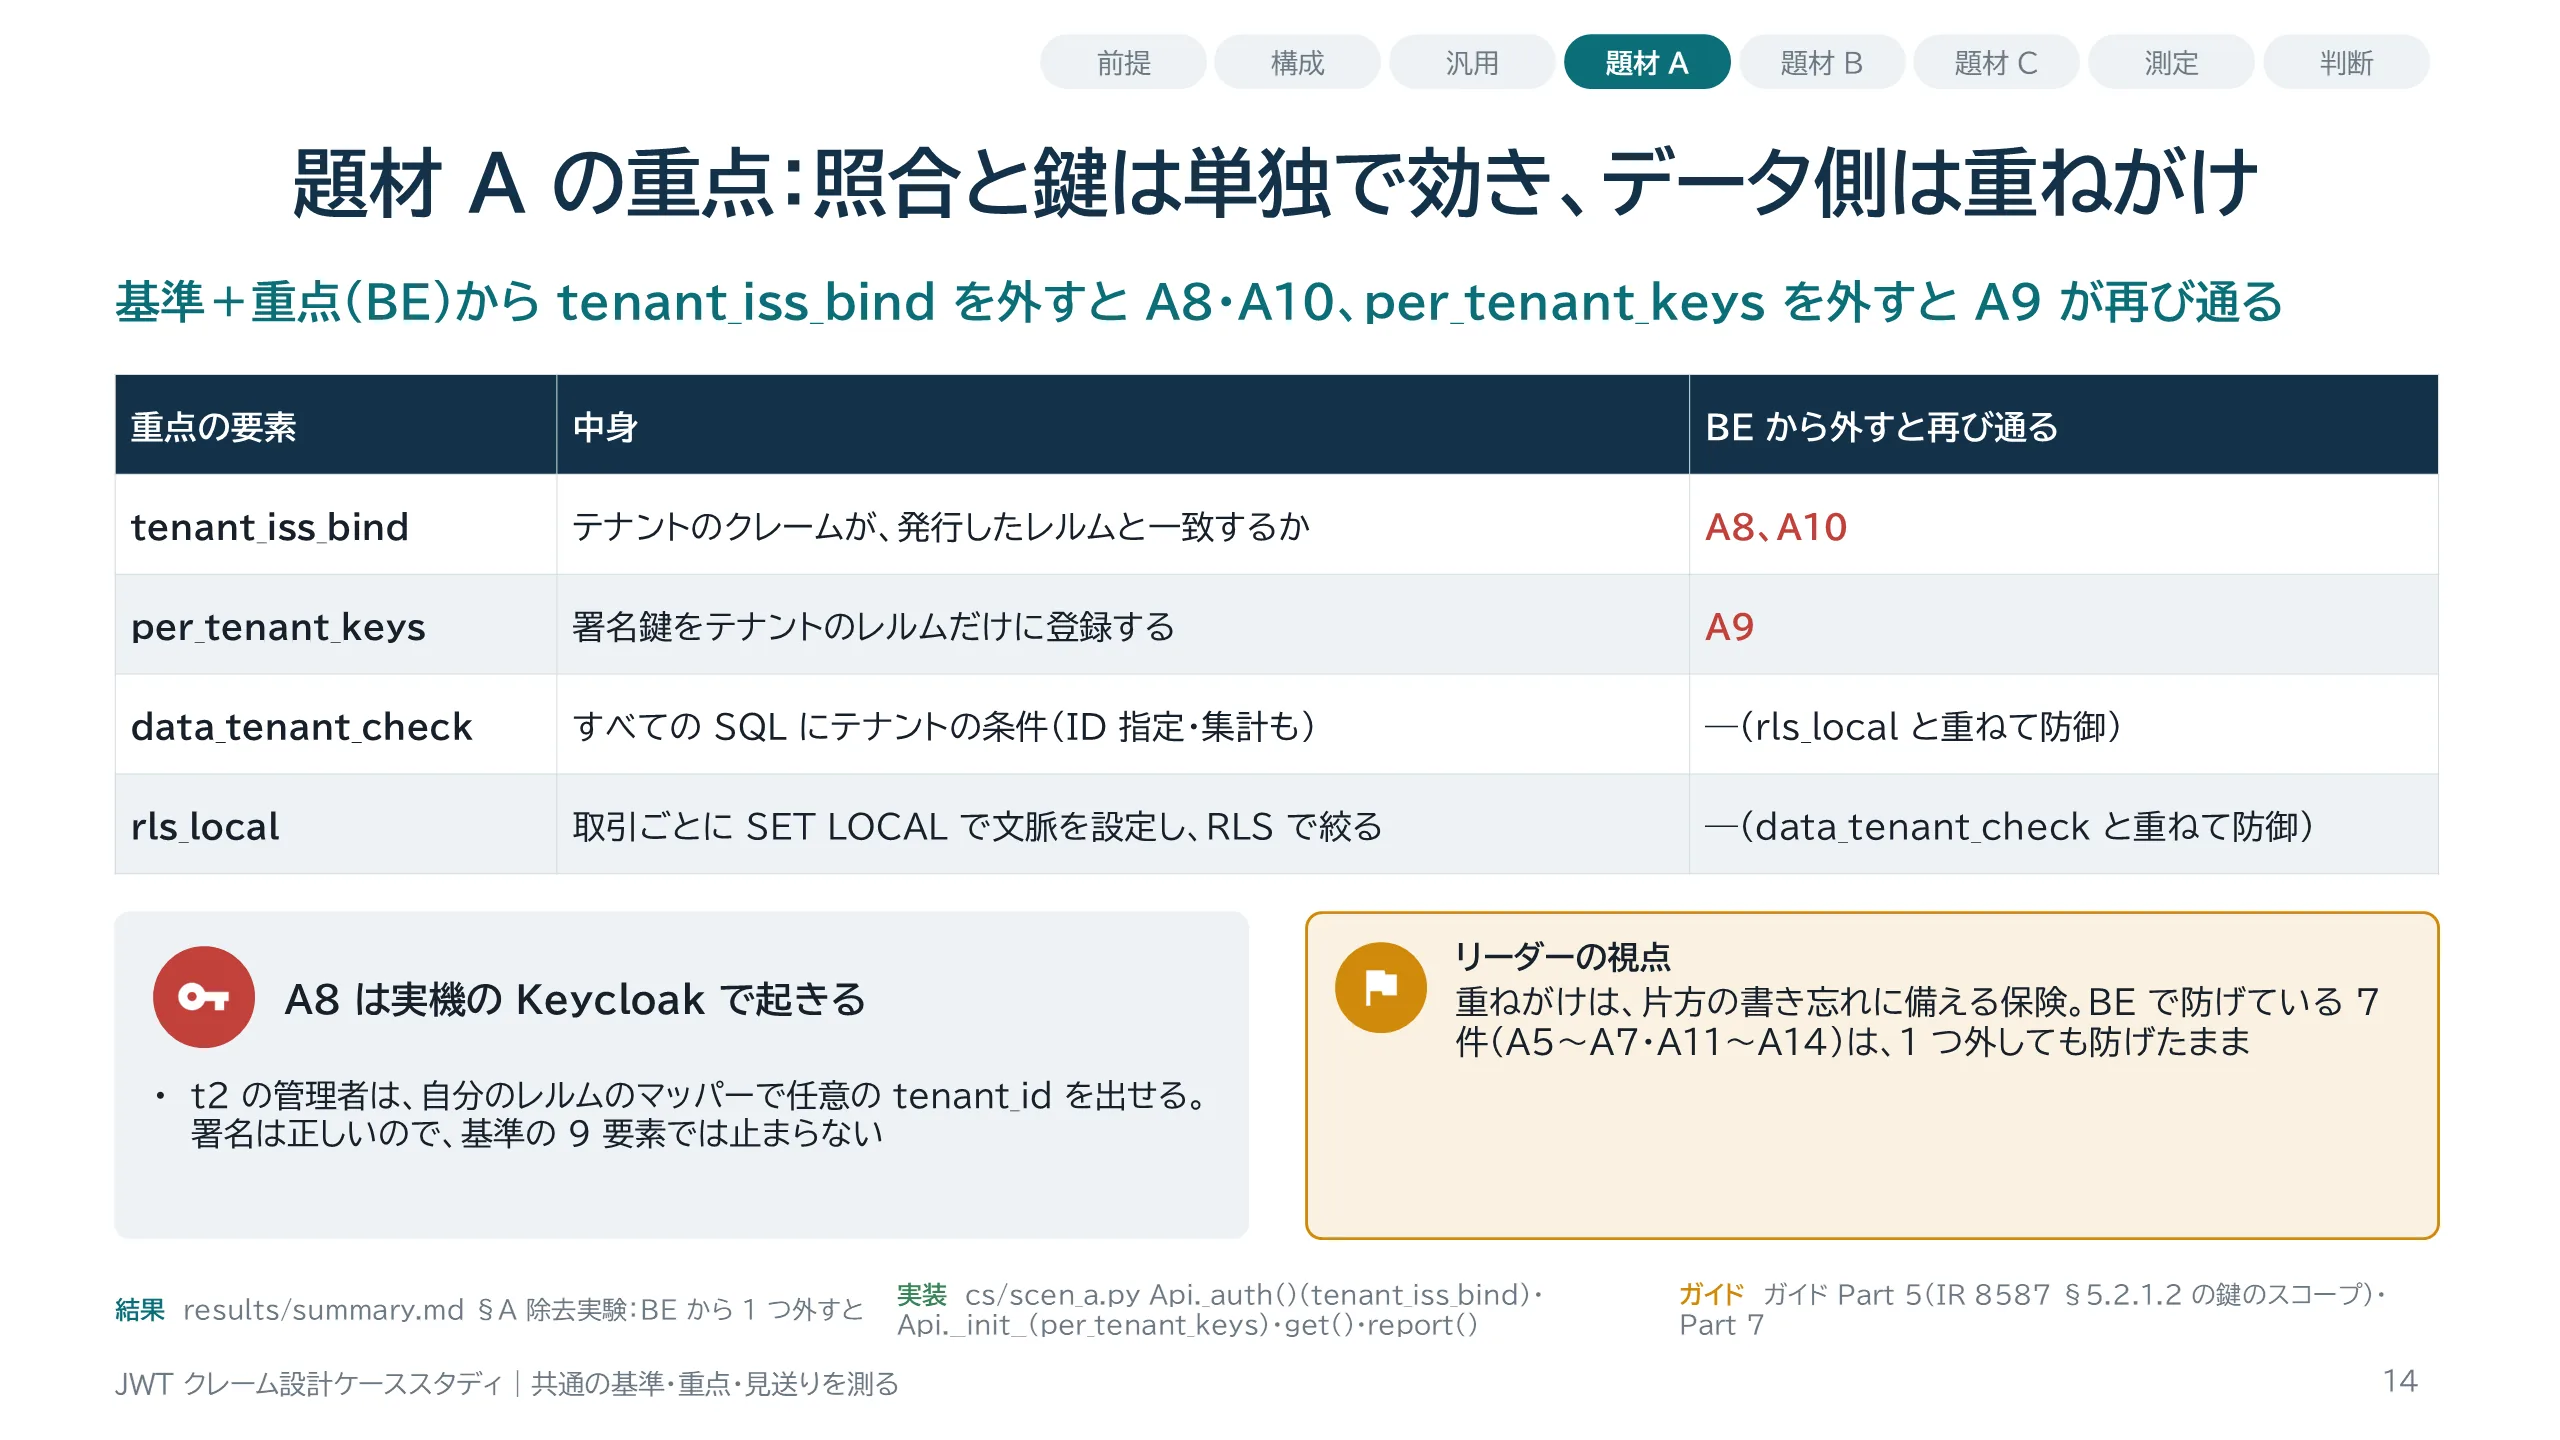 前提 構成 汎用 題材 A 題材 B 題材 C 測定 判断
題材 A の重点：照合と鍵は単独で効き、データ側は重ねがけ
基準＋重点（BE）から tenant_iss_bind を外すと A8・A10、per_tenant_keys を外すと A9 が再び通る
重点の要素 中身 BE から外すと再び通る
tenant_iss_bind テナントのクレームが、発行したレルムと一致するか A8、A10
per_tenant_keys 署名鍵をテナントのレルムだけに登録する A9
data_tenant_check すべての SQL にテナントの条件（ID 指定・集計も） ―（rls_local と重ねて防御）
rls_local 取引ごとに SET LOCAL で文脈を設定し、RLS で絞る ―（data_tenant_check と重ねて防御）
A8 は実機の Keycloak で起きる
・ t2 の管理者は、自分のレルムのマッパーで任意の tenant_id を出せる。
署名は正しいので、基準の 9 要素では止まらない
リーダーの視点
重ねがけは、片方の書き忘れに備える保険。BE で防げている 7
件（A5～A7・A11～A14）は、1 つ外しても防げたまま
結果 results/summary.md §A 除去実験：BE から 1 つ外すと
実装 cs/scen_a.py Api._auth()(tenant_iss_bind)・
Api.__init__(per_tenant_keys)・get()・report()
ガイド ガイド Part 5（IR 8587 §5.2.1.2 の鍵のスコープ）・
Part 7
JWT クレーム設計ケーススタディ｜共通の基準・重点・見送りを測る
14